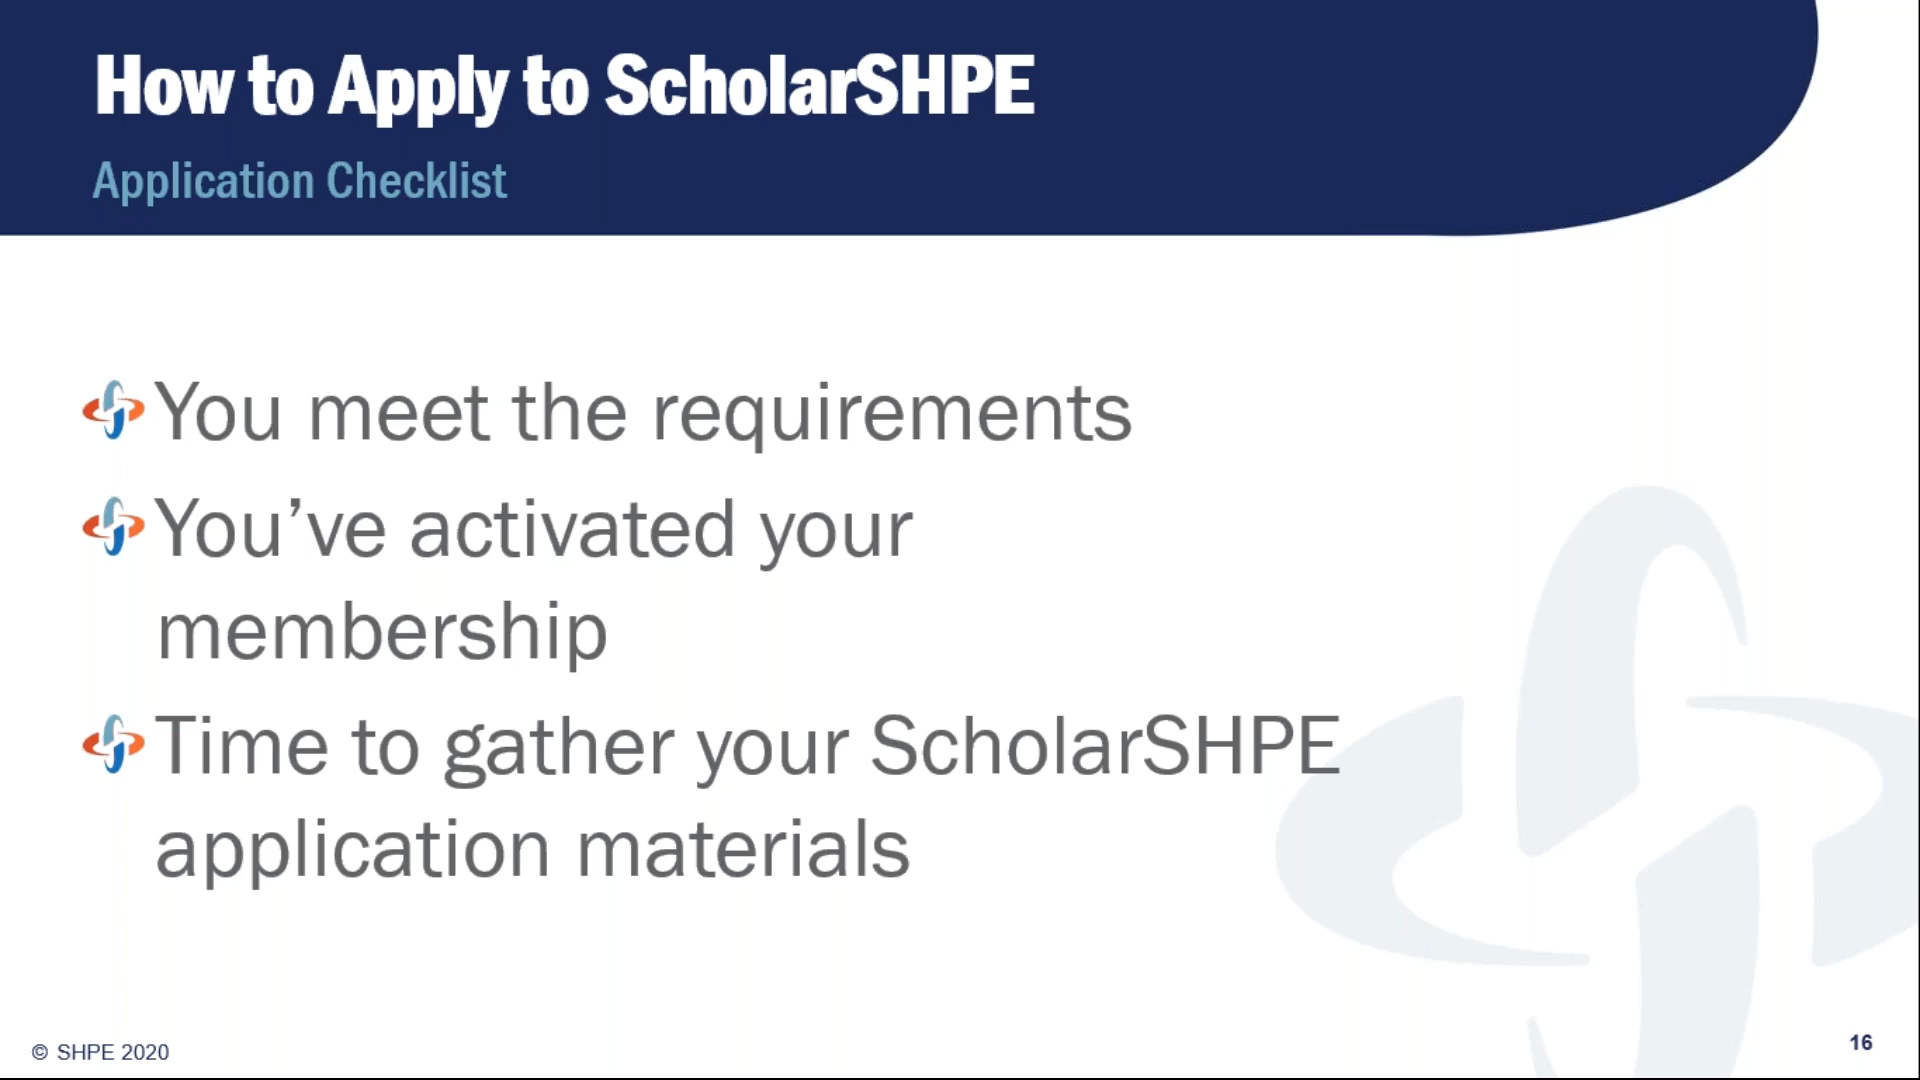 How to Apply to ScholarSHPE
Application Checklist
You meet the requirements
You’ve activated your
membership
Time to gather your ScholarSHPE
application materials
© SHPE 2020
16